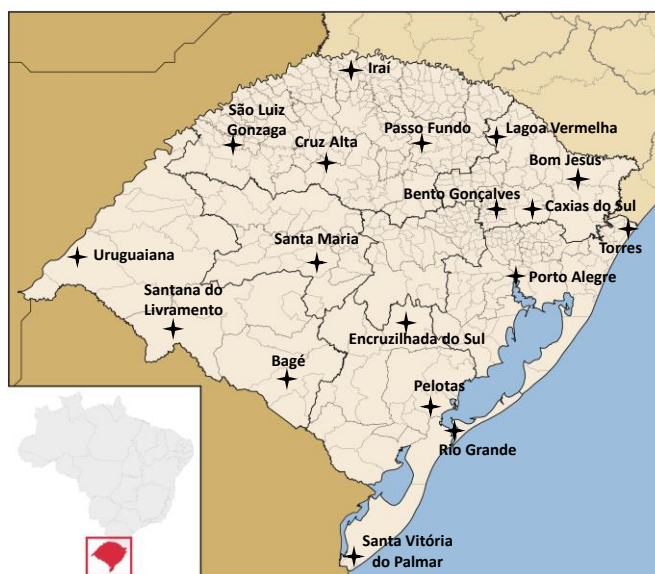 Iraí
São Luiz
Gonzaga
Cruz Alta
Passo Fundo
Lagoa Vermelha
Bom Jesus
Bento Gonçalves
Caxias do Sul
Torres
Santa Maria
Uruguaiana
Porto Alegre
Santana do
Livramento
Encruzilhada do Sul
Bagé
Pelotas
Rio Grande
Santa Vitória
do Palmar